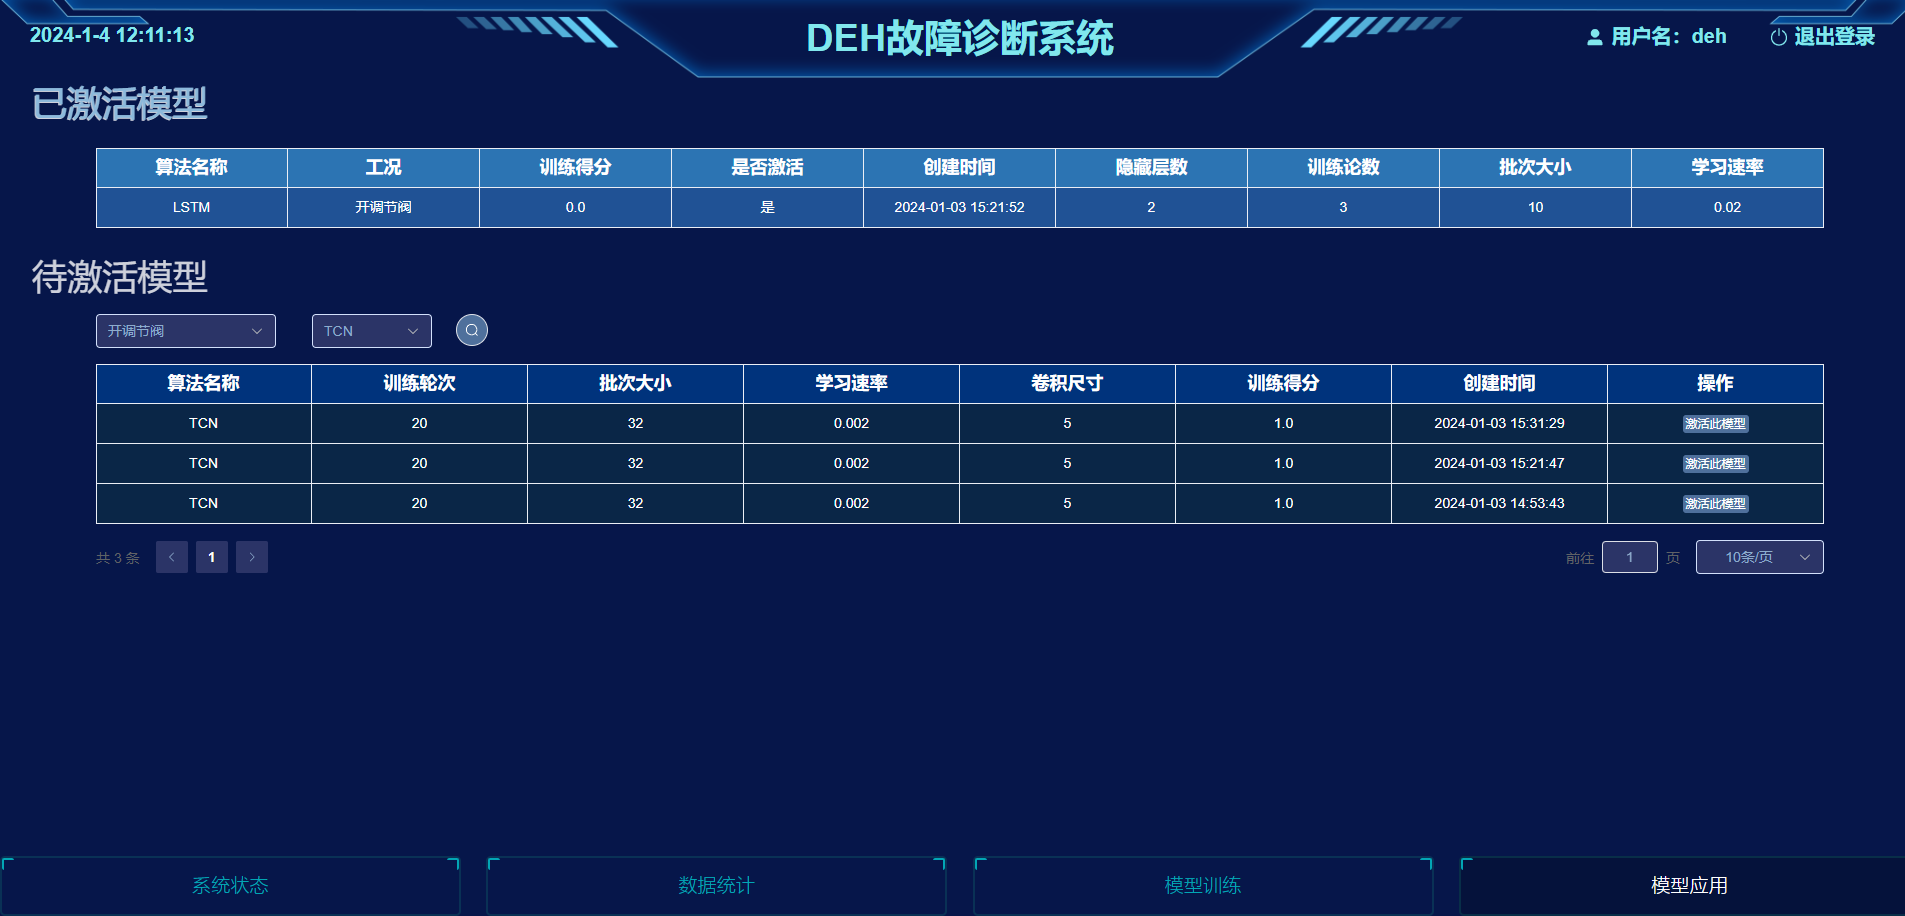 2024-1-4 12:11:13
DEH故障诊断系统
用户名：deh
退出登录
已激活模型
算法名称 工况 训练得分 是否激活 创建时间 隐藏层数 训练论数 批次大小 学习速率
LSTM 开调节阀 0.0 是 2024-01-03 15:21:52 2 3 10 0.02
待激活模型
开调节阀 TCN
算法名称 训练轮次 批次大小 学习速率 卷积尺寸 训练得分 创建时间 操作
TCN 20 32 0.002 5 1.0 2024-01-03 15:31:29 激活此模型
TCN 20 32 0.002 5 1.0 2024-01-03 15:21:47 激活此模型
TCN 20 32 0.002 5 1.0 2024-01-03 14:53:43 激活此模型
共 3 条 1 前往 1 页 10条/页
系统状态 数据统计 模型训练 模型应用